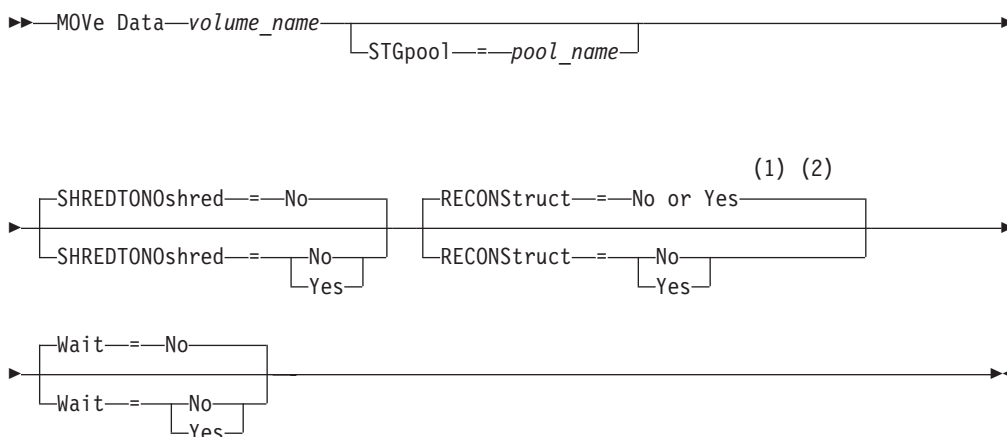 MOVe Data volume_name
STGpool = pool_name
(1) (2)
SHREDTONOshred = No RECONStruct = No or Yes
SHREDTONOshred = No RECONStruct = No
Yes Yes
Wait = No
Wait = No
Yes